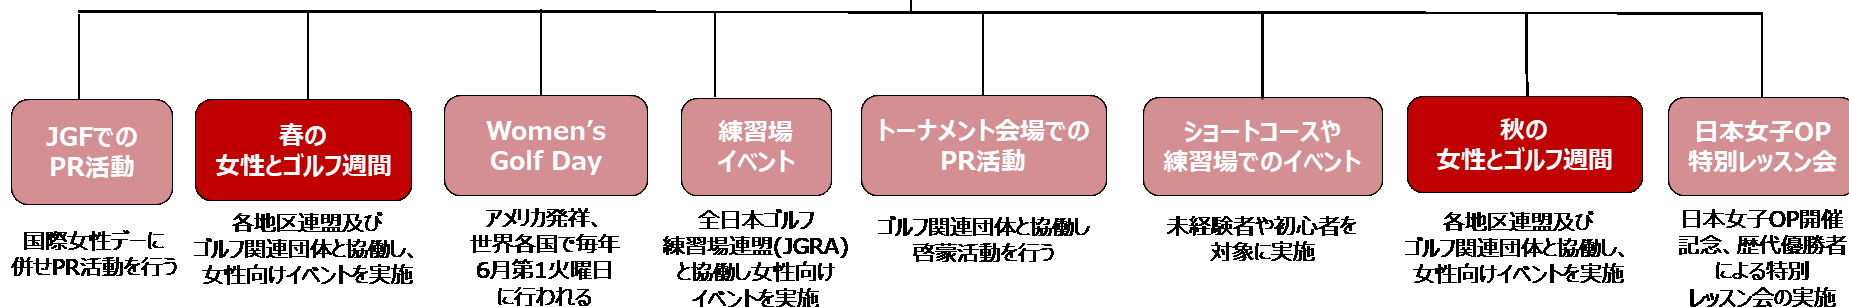 JGFでの
PR活動
国際女性デーに
併せPR活動を行う
春の
女性とゴルフ週間
各地区連盟及び
ゴルフ関連団体と協働し、
女性向けイベントを実施
Women's
Golf Day
アメリカ発祥、
世界各国で毎年
6月第1火曜日
に行われる
練習場
イベント
全日本ゴルフ
練習場連盟(JGRA)
と協働し女性向け
イベントを実施
トーナメント会場での
PR活動
ゴルフ関連団体と協働し
啓蒙活動を行う
ショートコースや
練習場でのイベント
未経験者や初心者を
対象に実施
秋の
女性とゴルフ週間
各地区連盟及び
ゴルフ関連団体と協働し、
女性向けイベントを実施
日本女子OP
特別レッスン会
日本女子OP開催
記念、歴代優勝者
による特別
レッスン会の実施